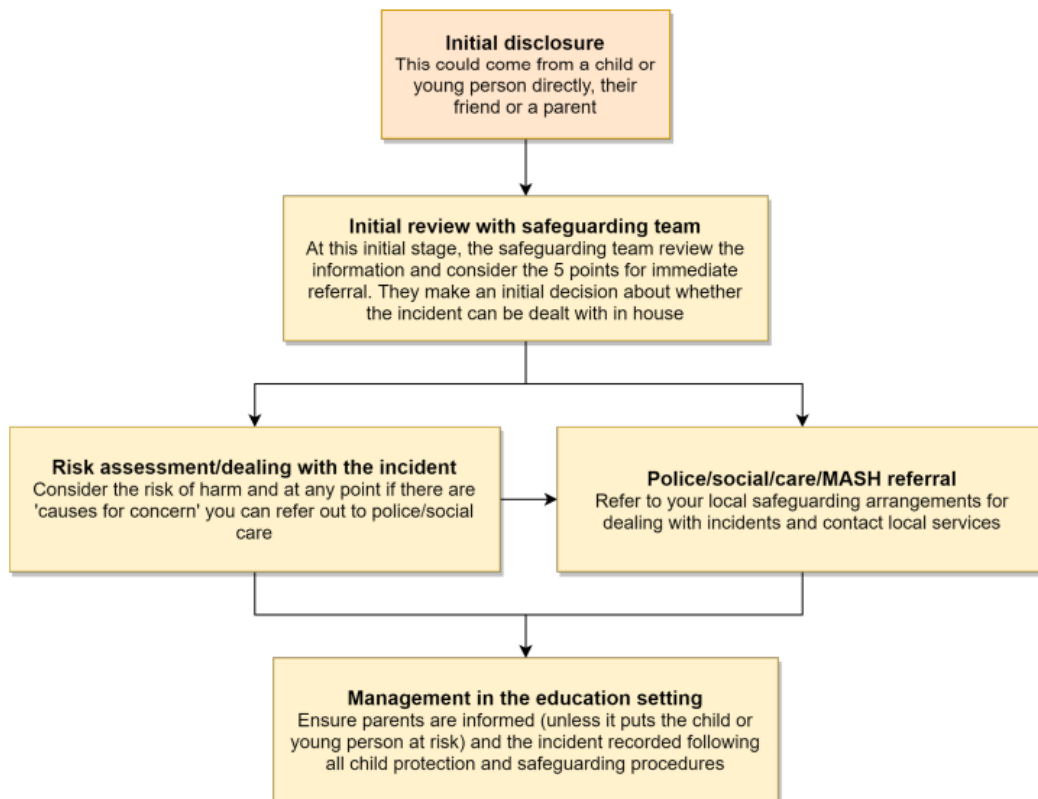 Initial disclosure
This could come from a child or
young person directly, their
friend or a parent
Initial review with safeguarding team
At this initial stage, the safeguarding team review the
information and consider the 5 points for immediate
referral. They make an initial decision about whether
the incident can be dealt with in house
Risk assessment/dealing with the incident
Consider the risk of harm and at any point if there are
'causes for concern' you can refer out to police/social
care
Police/social/care/MASH referral
Refer to your local safeguarding arrangements for
dealing with incidents and contact local services
Management in the education setting
Ensure parents are informed (unless it puts the child or
young person at risk) and the incident recorded following
all child protection and safeguarding procedures